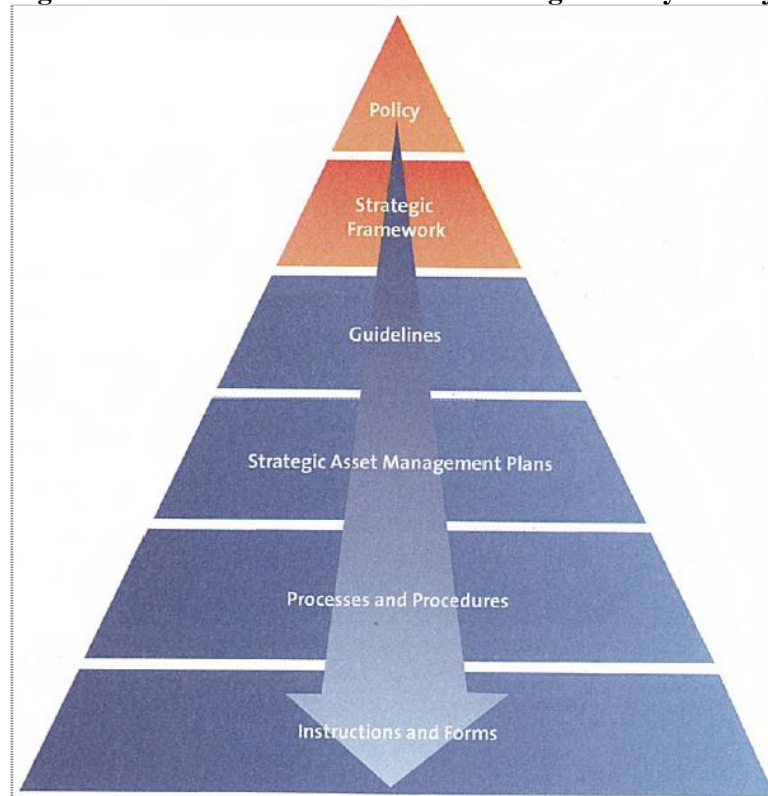 Policy
Strategic
Framework
Guidelines
Strategic Asset Management Plans
Processes and Procedures
Instructions and Forms